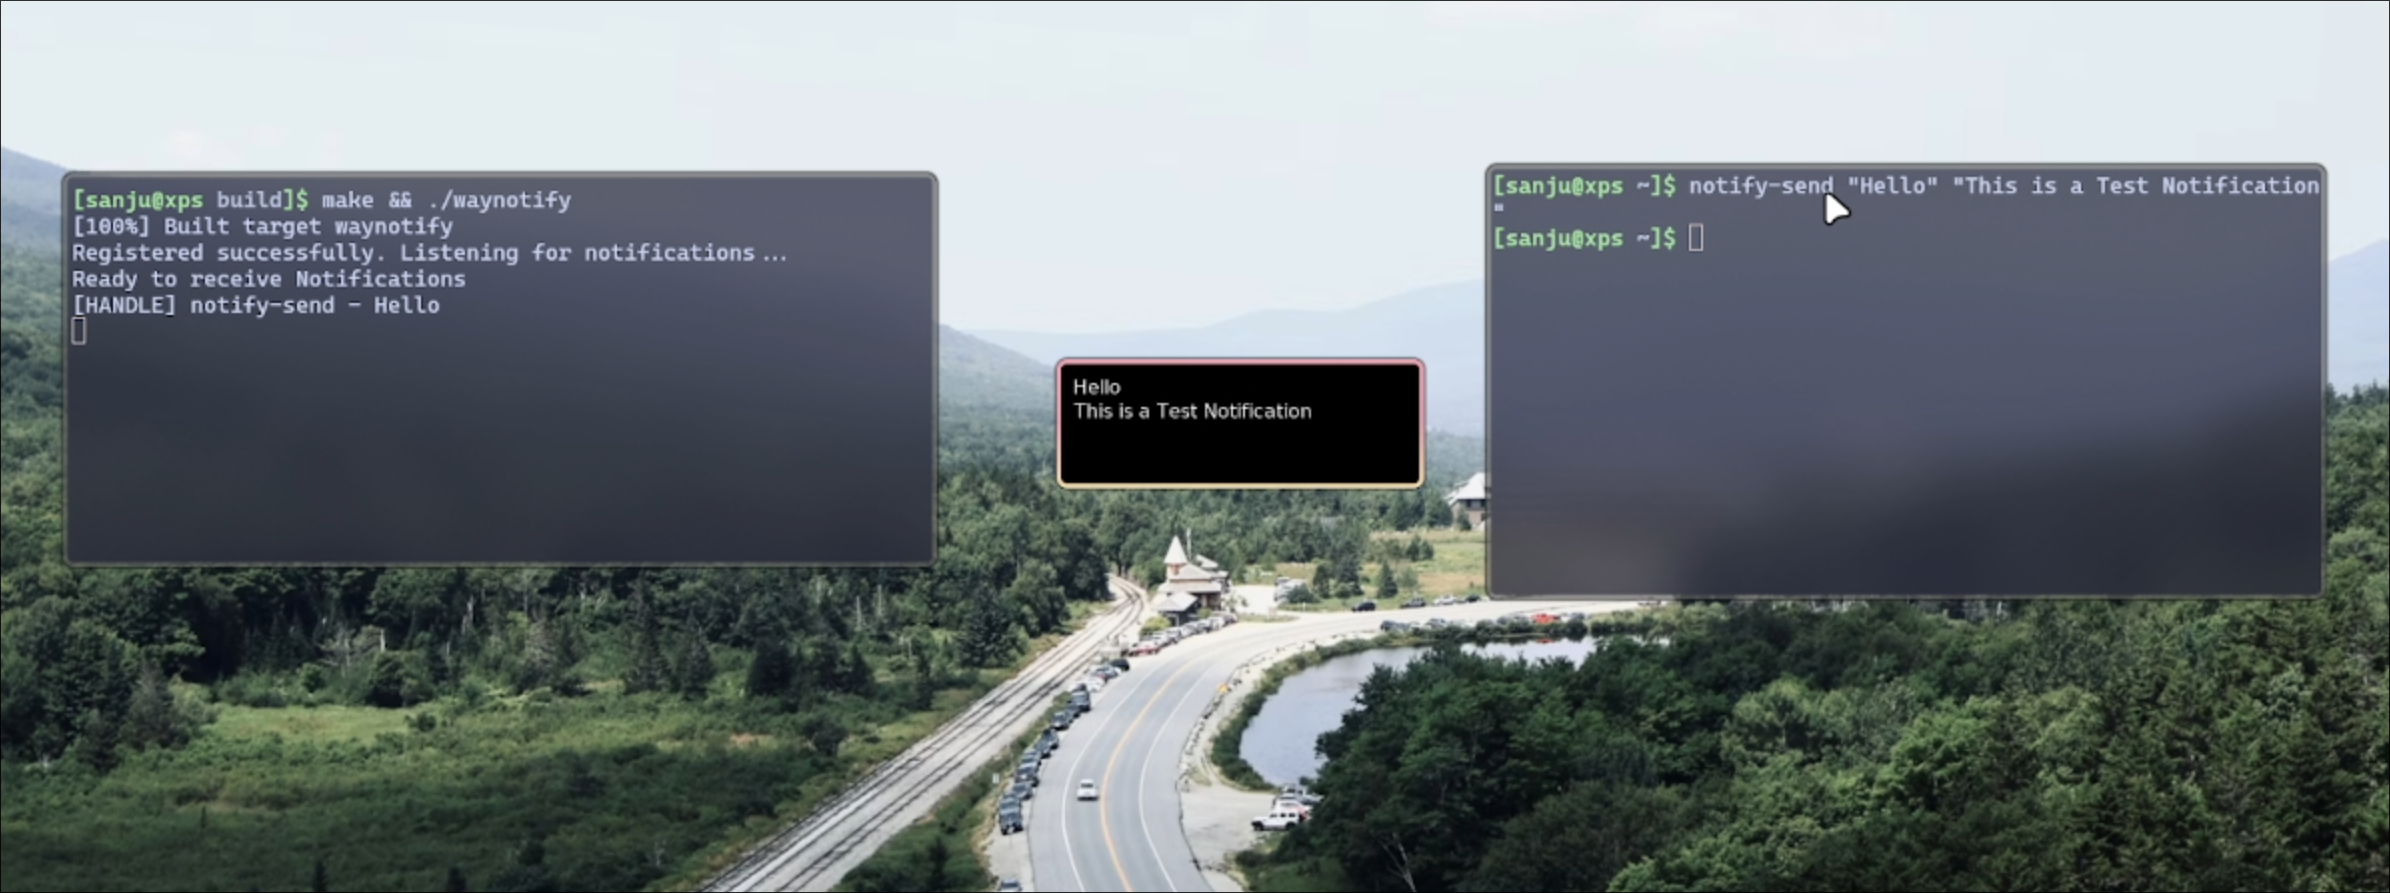 [sanju@xps build]$ make && ./waynotify
[100%] Built target waynotify
Registered successfully. Listening for notifications...
Ready to receive Notifications
[HANDLE] notify-send - Hello
Hello
This is a Test Notification
[sanju@xps ~]$ notify-send "Hello" "This is a Test Notification
"
[sanju@xps ~]$